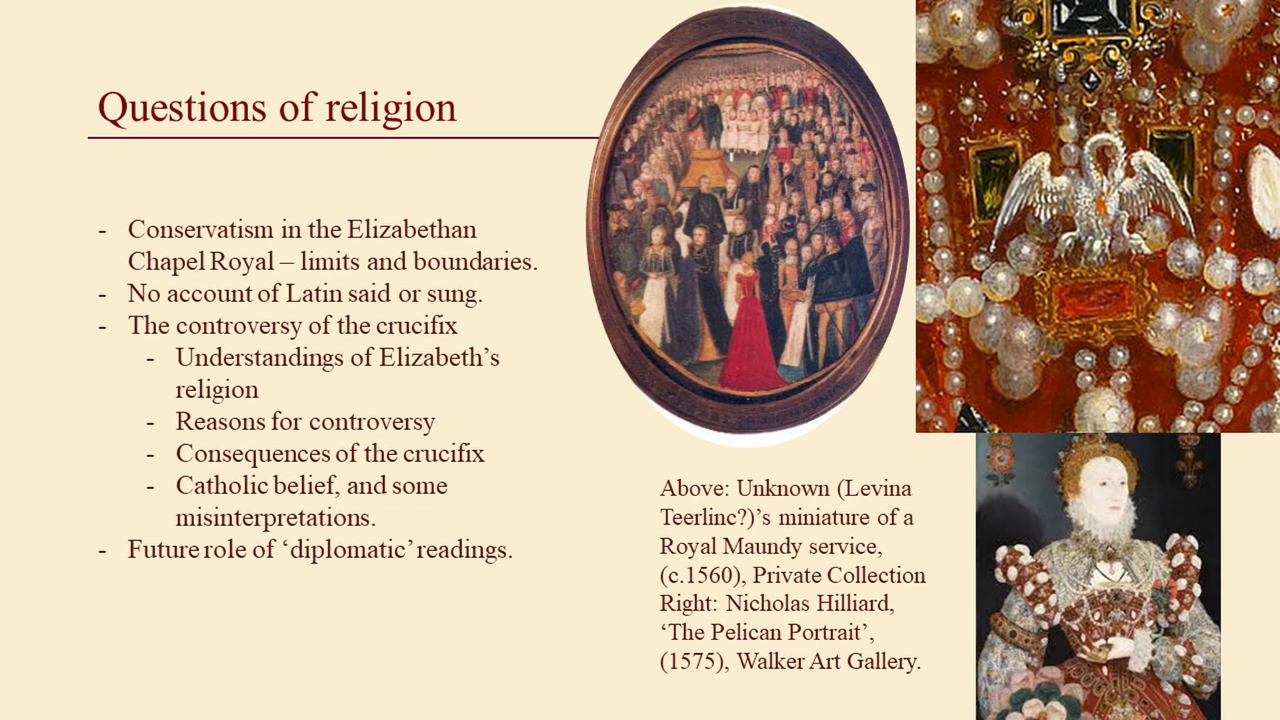 Questions of religion
- Conservatism in the Elizabethan
Chapel Royal – limits and boundaries.
- No account of Latin said or sung.
- The controversy of the crucifix
- Understandings of Elizabeth’s
religion
- Reasons for controversy
- Consequences of the crucifix
- Catholic belief, and some
misinterpretations.
- Future role of ‘diplomatic’ readings.
Above: Unknown (Levina
Teerlinc?)’s miniature of a
Royal Maundy service,
(c.1560), Private Collection
Right: Nicholas Hilliard,
‘The Pelican Portrait’,
(1575), Walker Art Gallery.